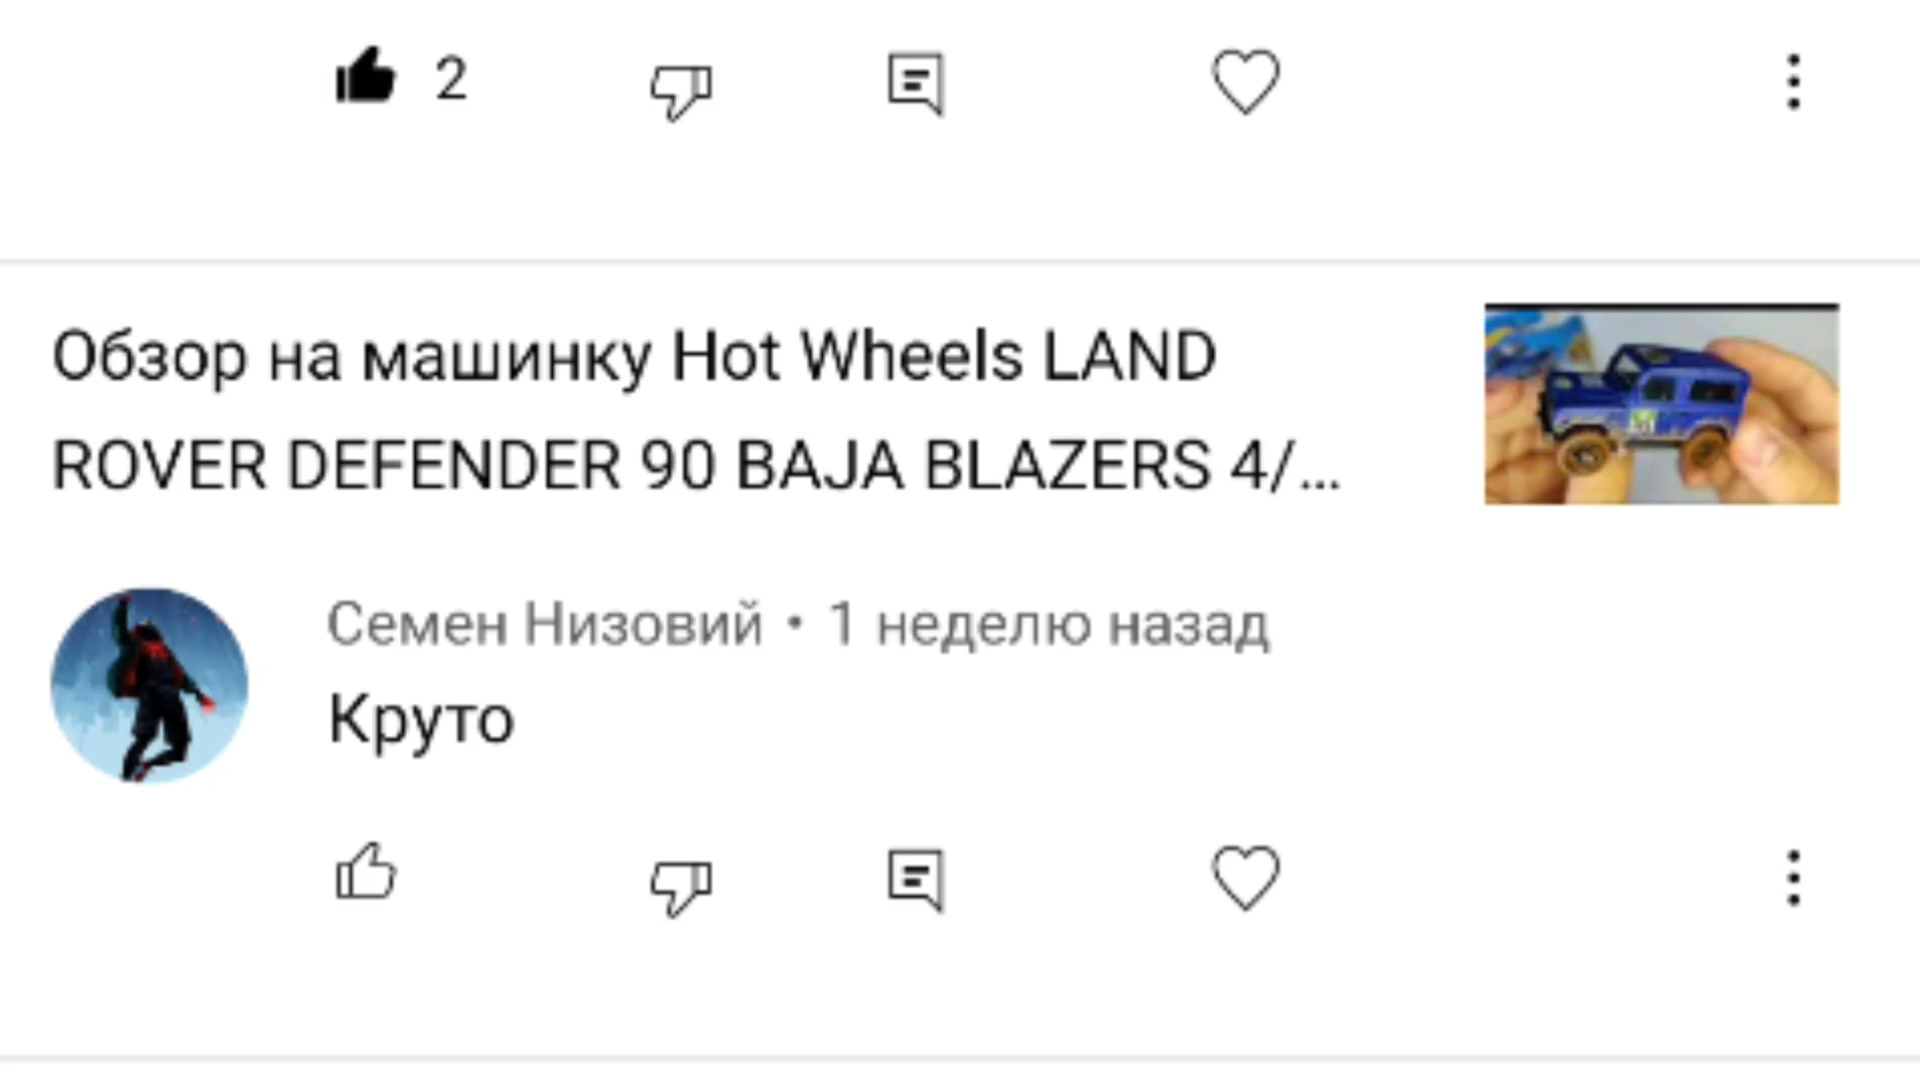 2
Обзор на машинку Hot Wheels LAND
ROVER DEFENDER 90 BAJA BLAZERS 4/...
Семен Низовий • 1 неделю назад
Круто